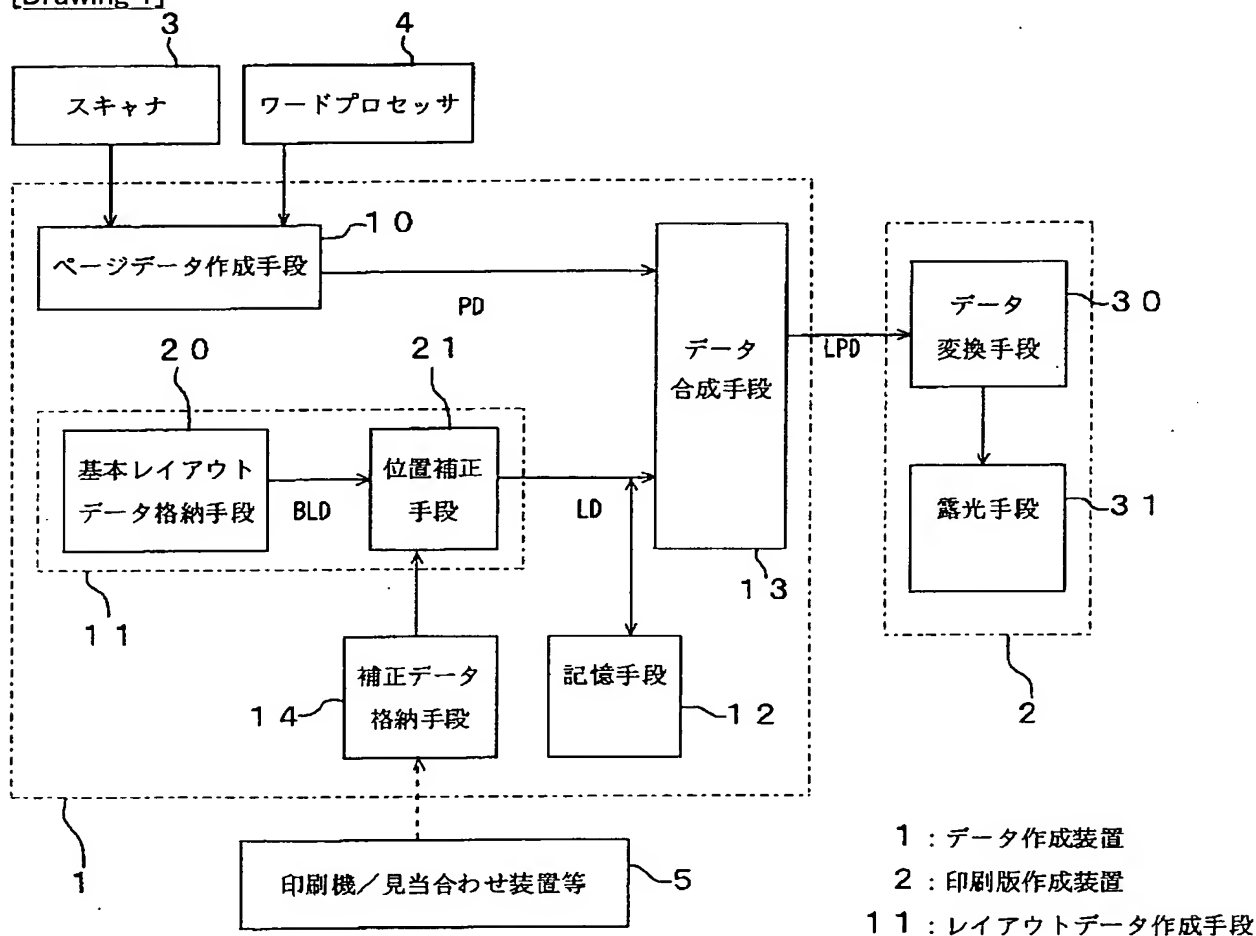 [Drawing 1]
3
4
スキャナ
ワードプロセッサ
10
ページデータ作成手段
PD
データ
合成手段
13
LPD
データ
変換手段
30
露光手段
31
2
20
21
基本レイアウト
データ格納手段
BLD
位置補正
手段
LD
11
補正データ
格納手段
14
記憶手段
12
1
印刷機／見当合わせ装置等
5
1：データ作成装置
2：印刷版作成装置
11：レイアウトデータ作成手段